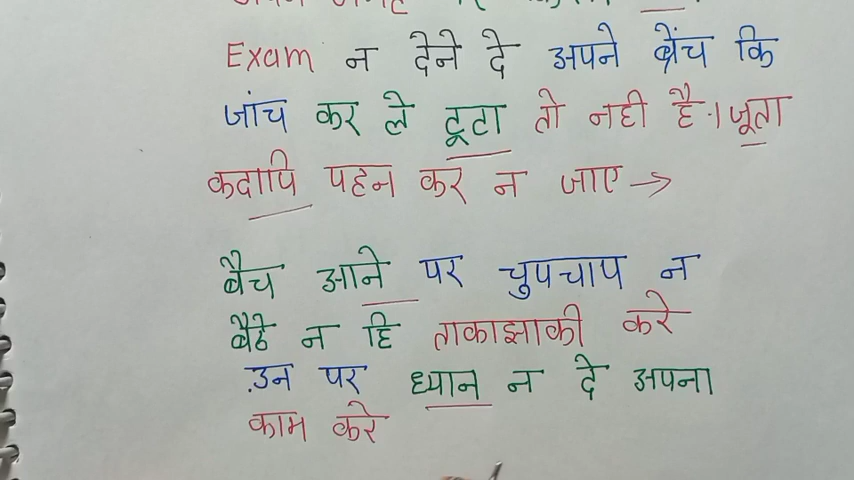 Exam न देने दे अपने ब्रेंच कि
जांच कर ले टूटा तो नही है। जूता
कदापि पहन कर न जाए →
बैच आने पर चुपचाप न
बैठे न हि ताकाझाकी करे
उन पर ध्यान न दे अपना
काम करे